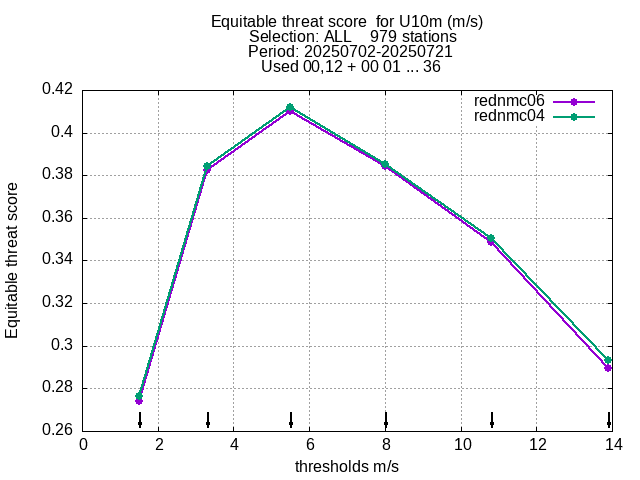 Equitable threat score  for U10m (m/s)
Selection: ALL    979 stations
Period: 20250702-20250721
Used 00,12 + 00 01 ... 36
rednmc06
rednmc04
Equitable threat score
0.42
0.4
0.38
0.36
0.34
0.32
0.3
0.28
0.26
0 2 4 6 8 10 12 14
thresholds m/s